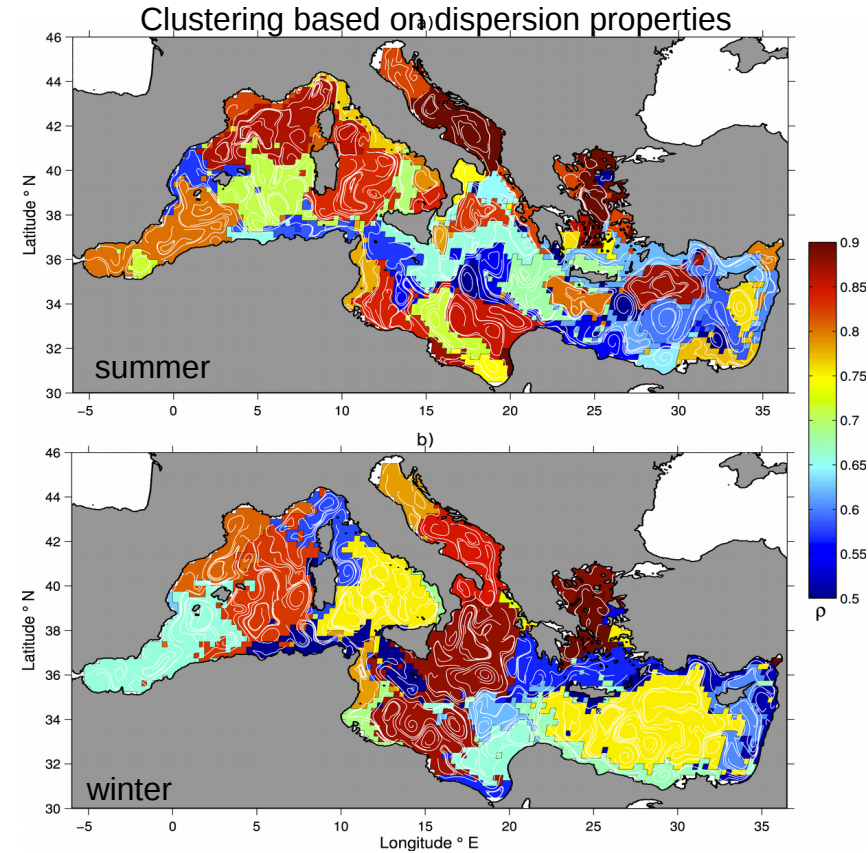 Clustering based on dispersion properties
a)
46
44
42
40
38
36
34
32
30
Latitude ° N
summer
−5 0 5 10 15 20 25 30 35
0.9
0.85
0.8
0.75
0.7
0.65
0.6
0.55
0.5
ρ
b)
46
44
42
40
38
36
34
32
30
Latitude ° N
winter
−5 0 5 10 15 20 25 30 35
Longitude ° E